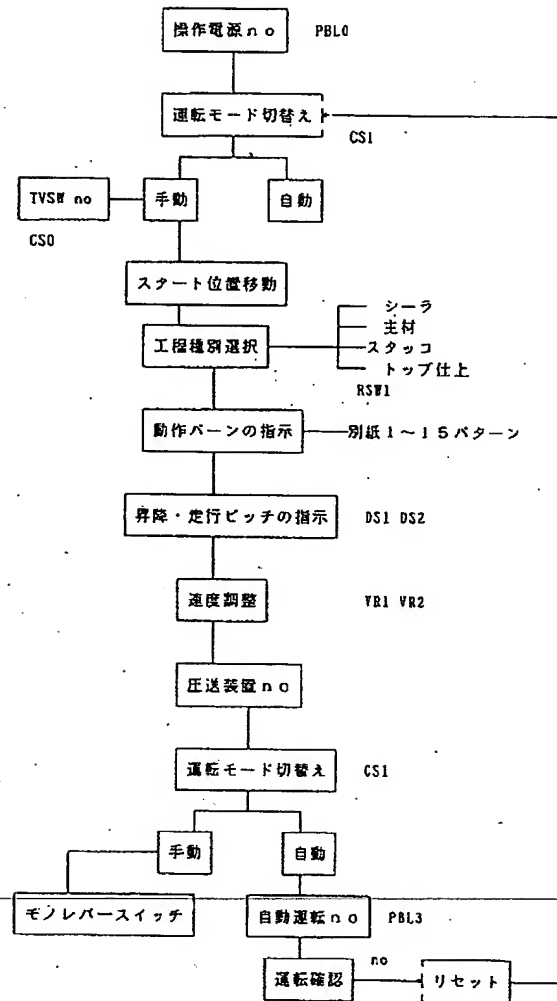 操作電源no PBL0
運転モード切替え
CS1
TVSW no 手動 自動
CS0
スタート位置移動
シーラ
主材
工程種別選択 スタッコ
トップ仕上
RSW1
動作パーンの指示 別紙1~15パターン
昇降・走行ピッチの指示 DS1 DS2
速度調整 VR1 VR2
圧送装置no
運転モード切替え CS1
手動 自動
モノレバースイッチ 自動運転no PBL3
運転確認 no リセット